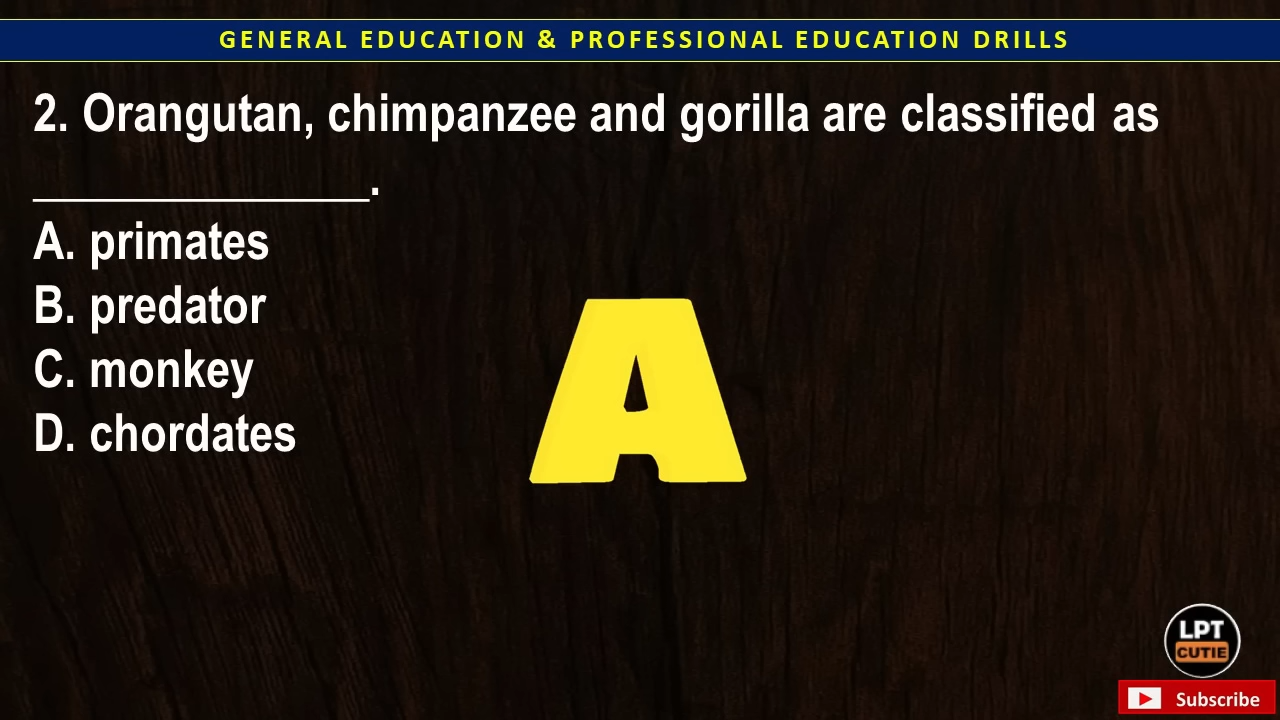 GENERAL EDUCATION & PROFESSIONAL EDUCATION DRILLS
2. Orangutan, chimpanzee and gorilla are classified as
______________.
A. primates
B. predator
C. monkey
D. chordates
A
LPT
CUTIE
Subscribe